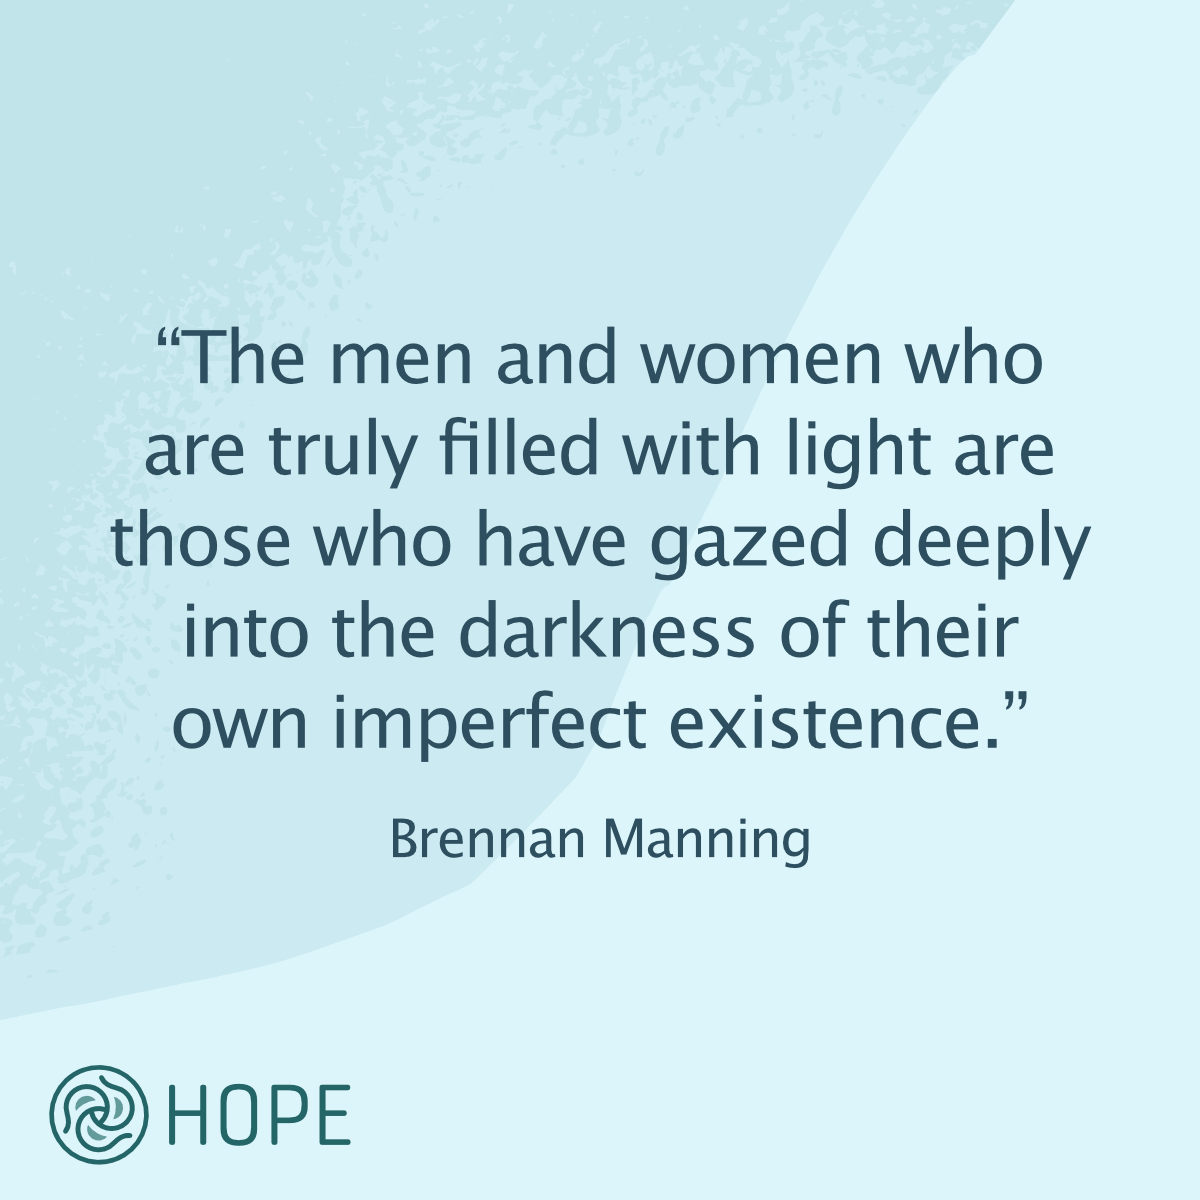 “The men and women who
are truly filled with light are
those who have gazed deeply
into the darkness of their
own imperfect existence.”
Brennan Manning
HOPE